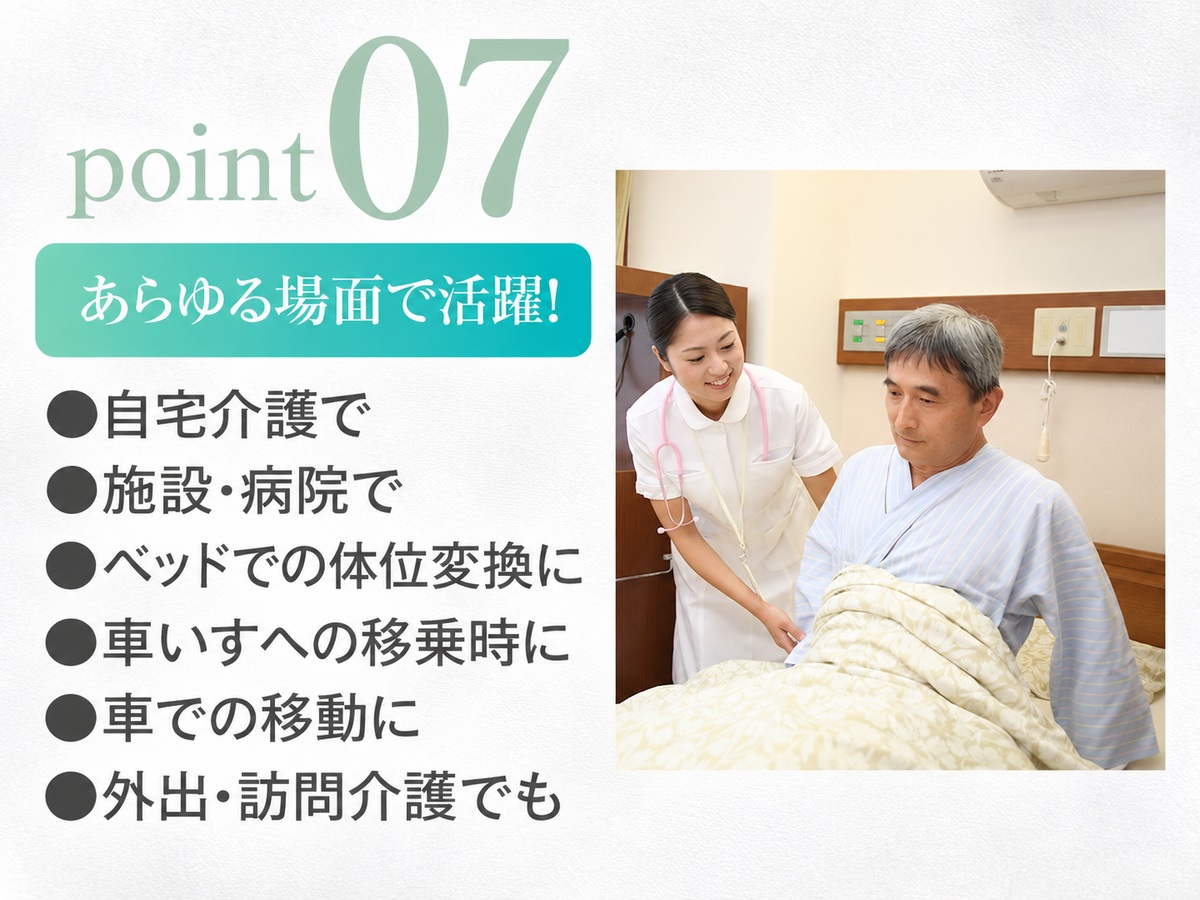 point 07
あらゆる場面で活躍!
●自宅介護で
●施設・病院で
●ベッドでの体位変換に
●車いすへの移乗時に
●車での移動に
●外出・訪問介護でも